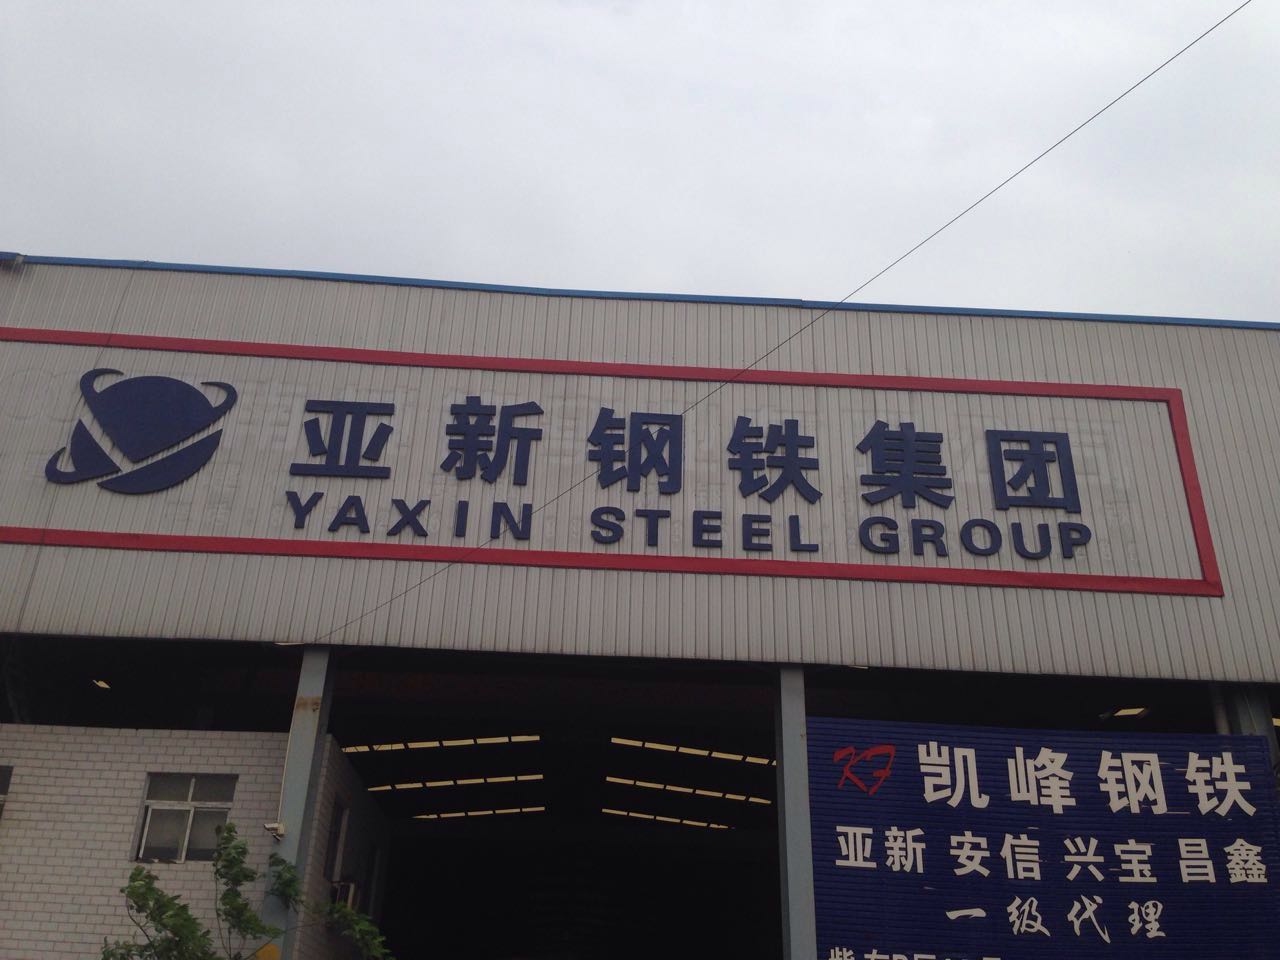 亚新钢铁集团
YAXIN STEEL GROUP
KF 凯峰钢铁
亚新 安信 兴宝 昌鑫
一级代理